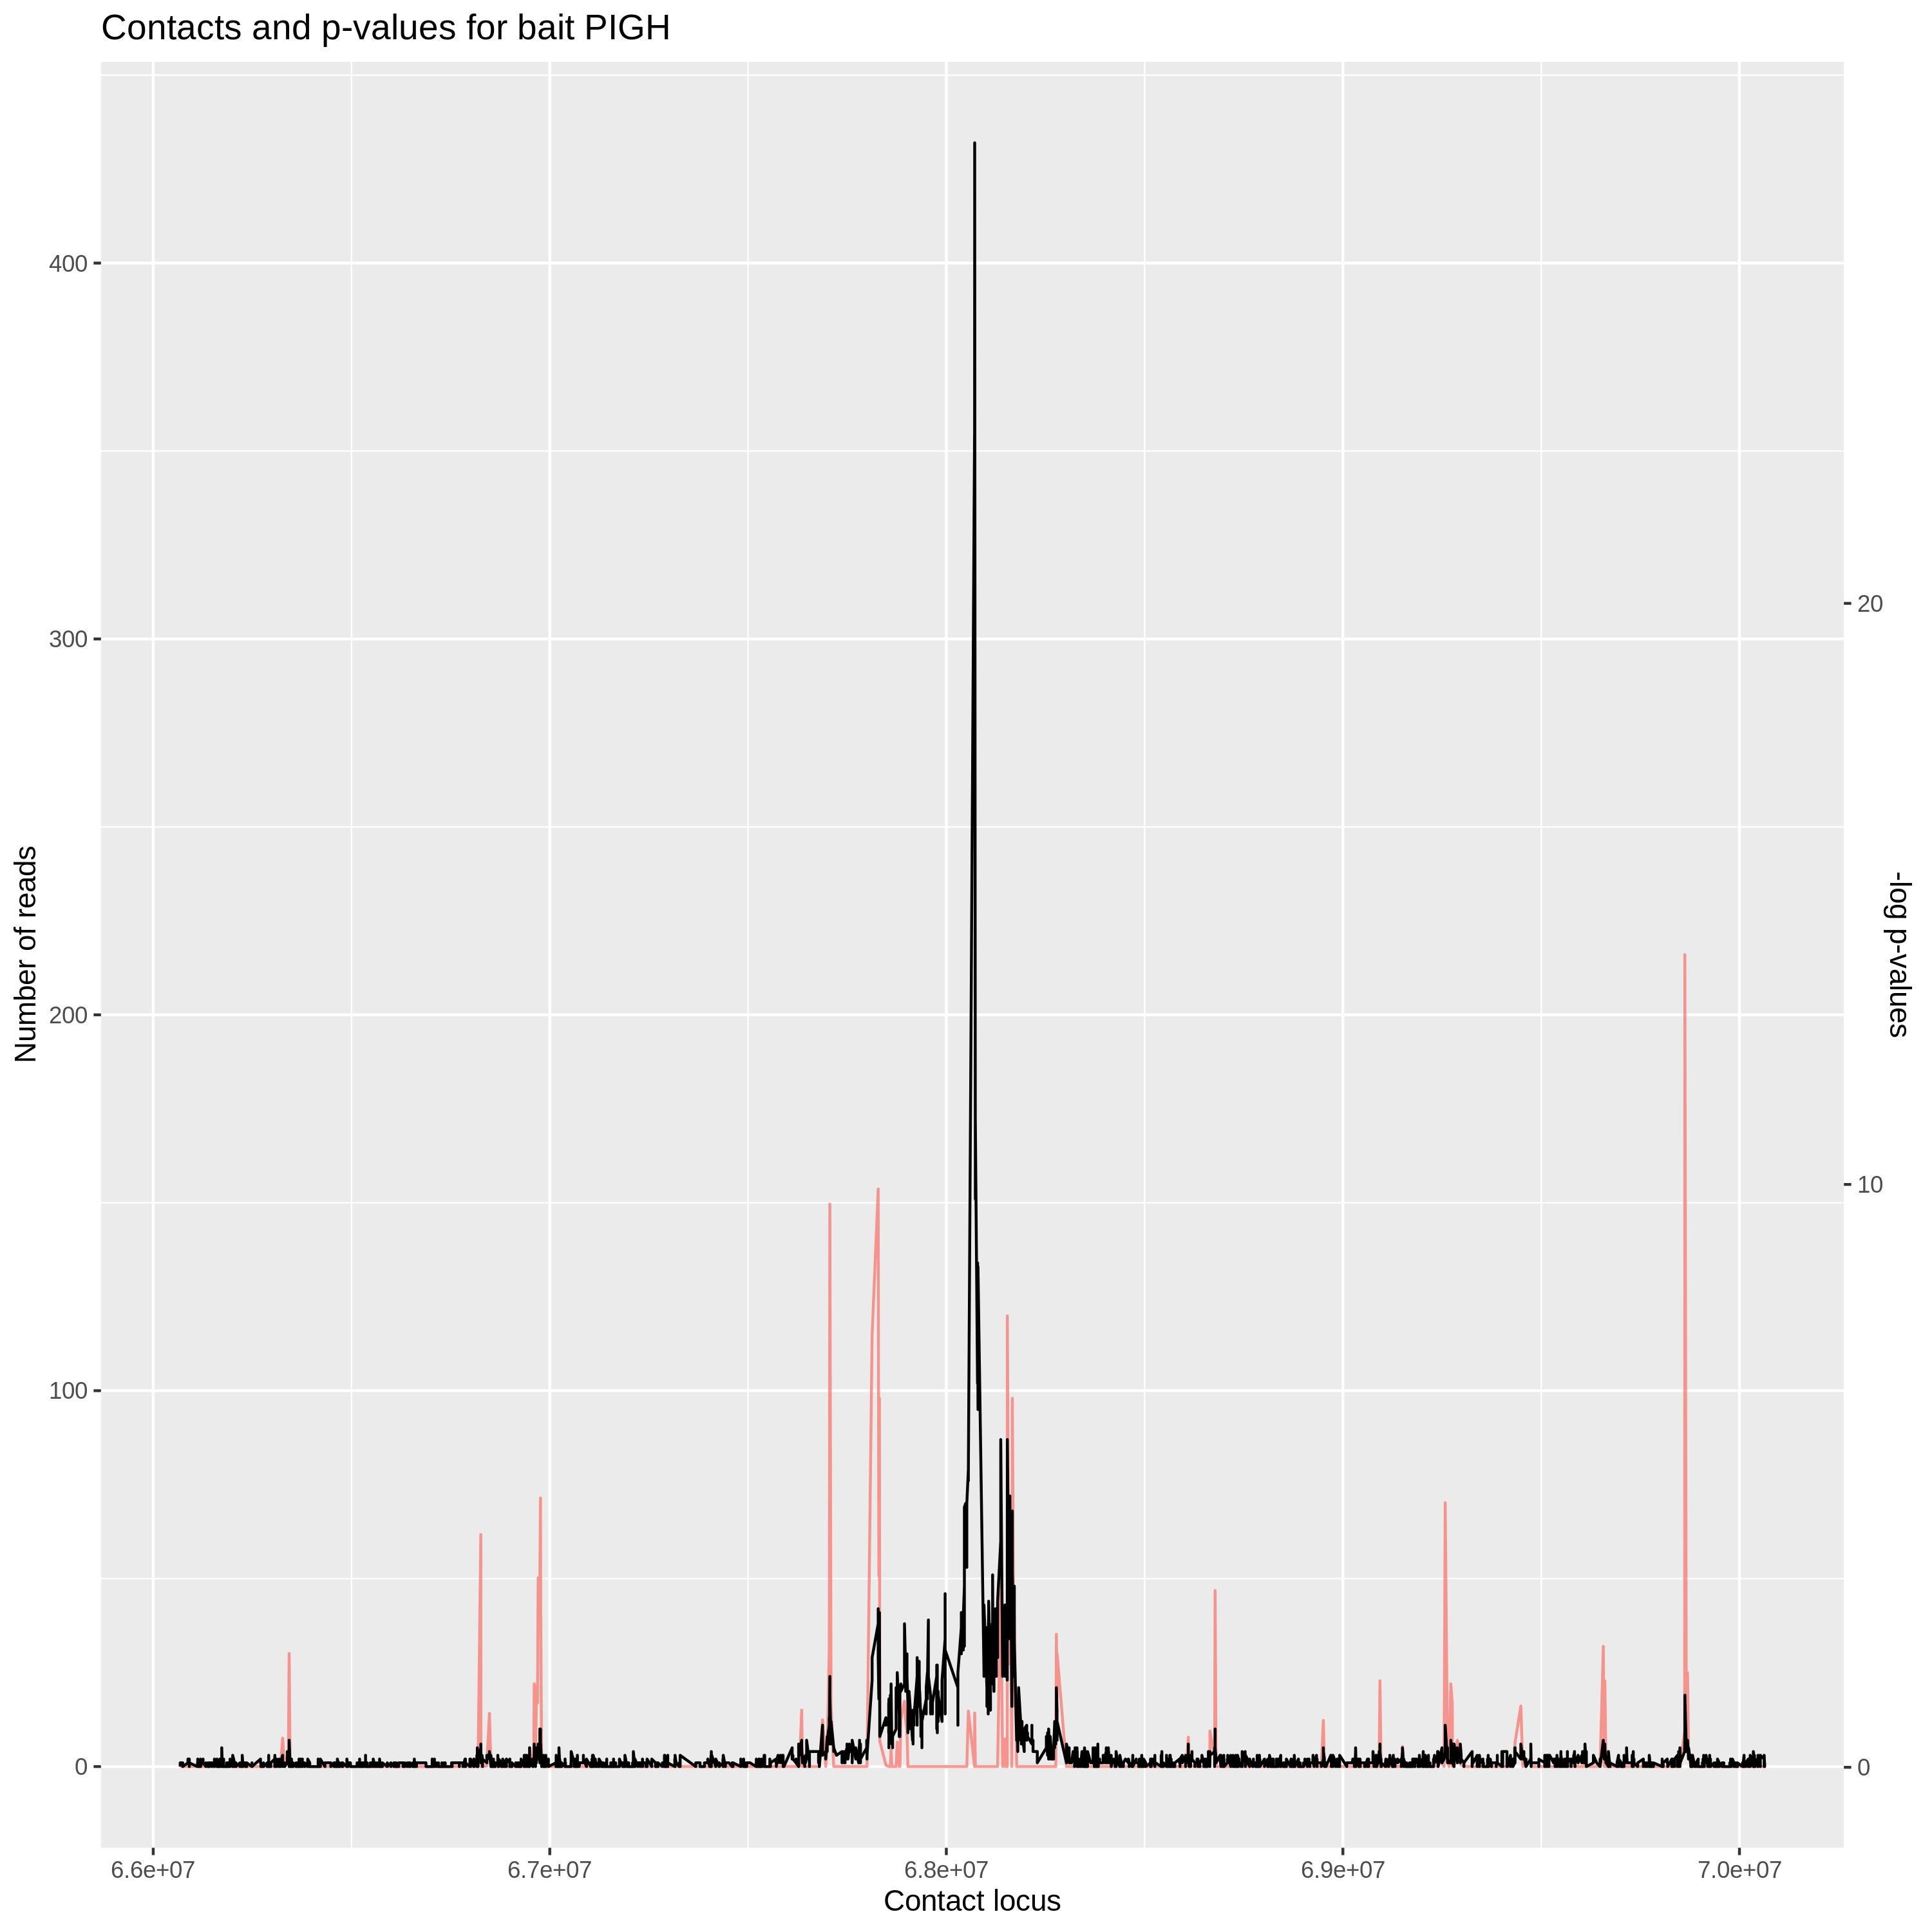 Contacts and p-values for bait PIGH
400
300
200
100
0
Number of reads
20
10
0
-log p-values
6.6e+07
6.7e+07
6.8e+07
6.9e+07
7.0e+07
Contact locus